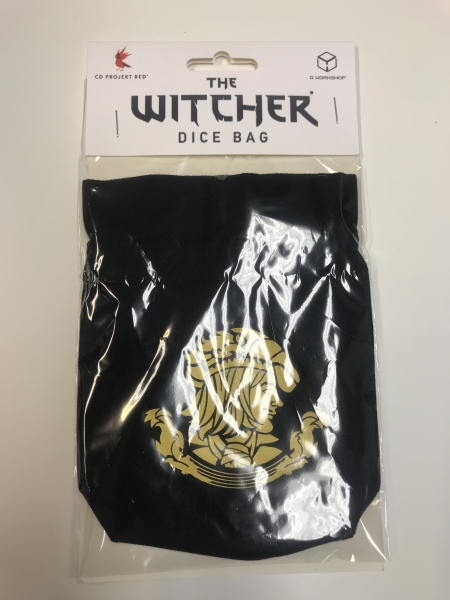 CD PROJEKT RED®
Q WORKSHOP®
THE
WITCHER®
DICE BAG